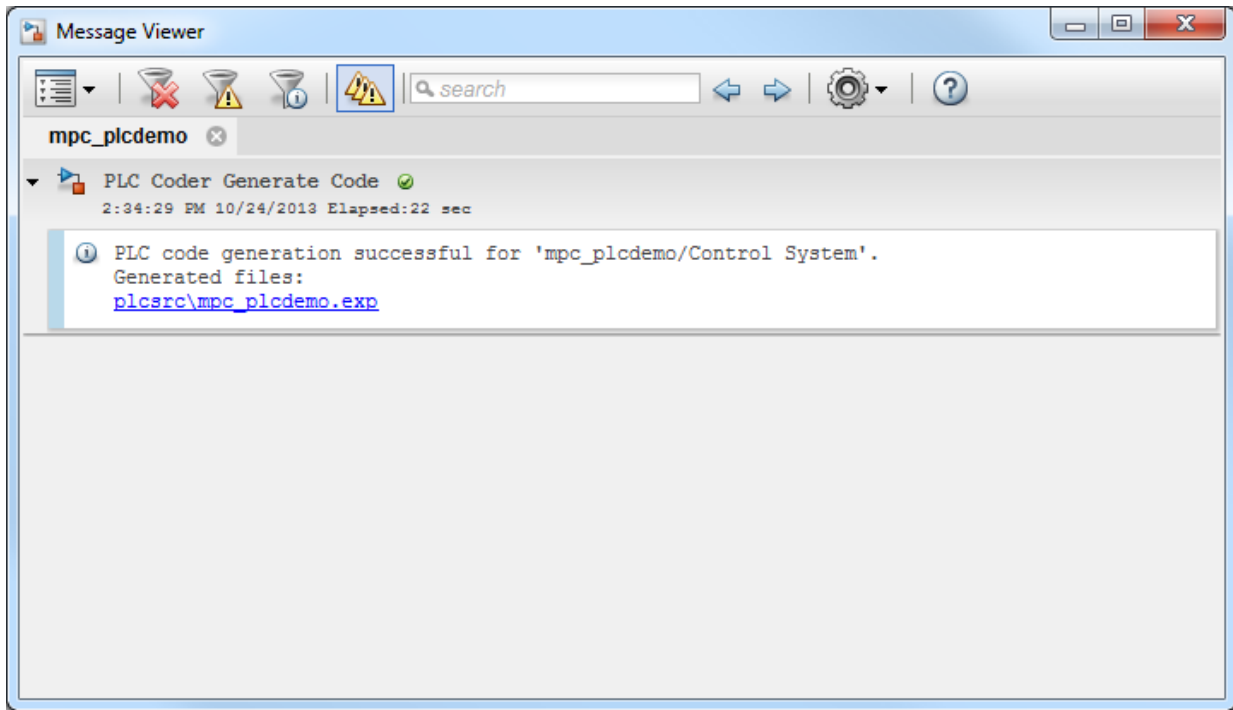 Message Viewer
search
mpc_plcdemo
PLC Coder Generate Code
2:34:29 PM 10/24/2013 Elapsed:22 sec
PLC code generation successful for 'mpc_plcdemo/Control System'.
Generated files:
plcsrc\mpc_plcdemo.exp